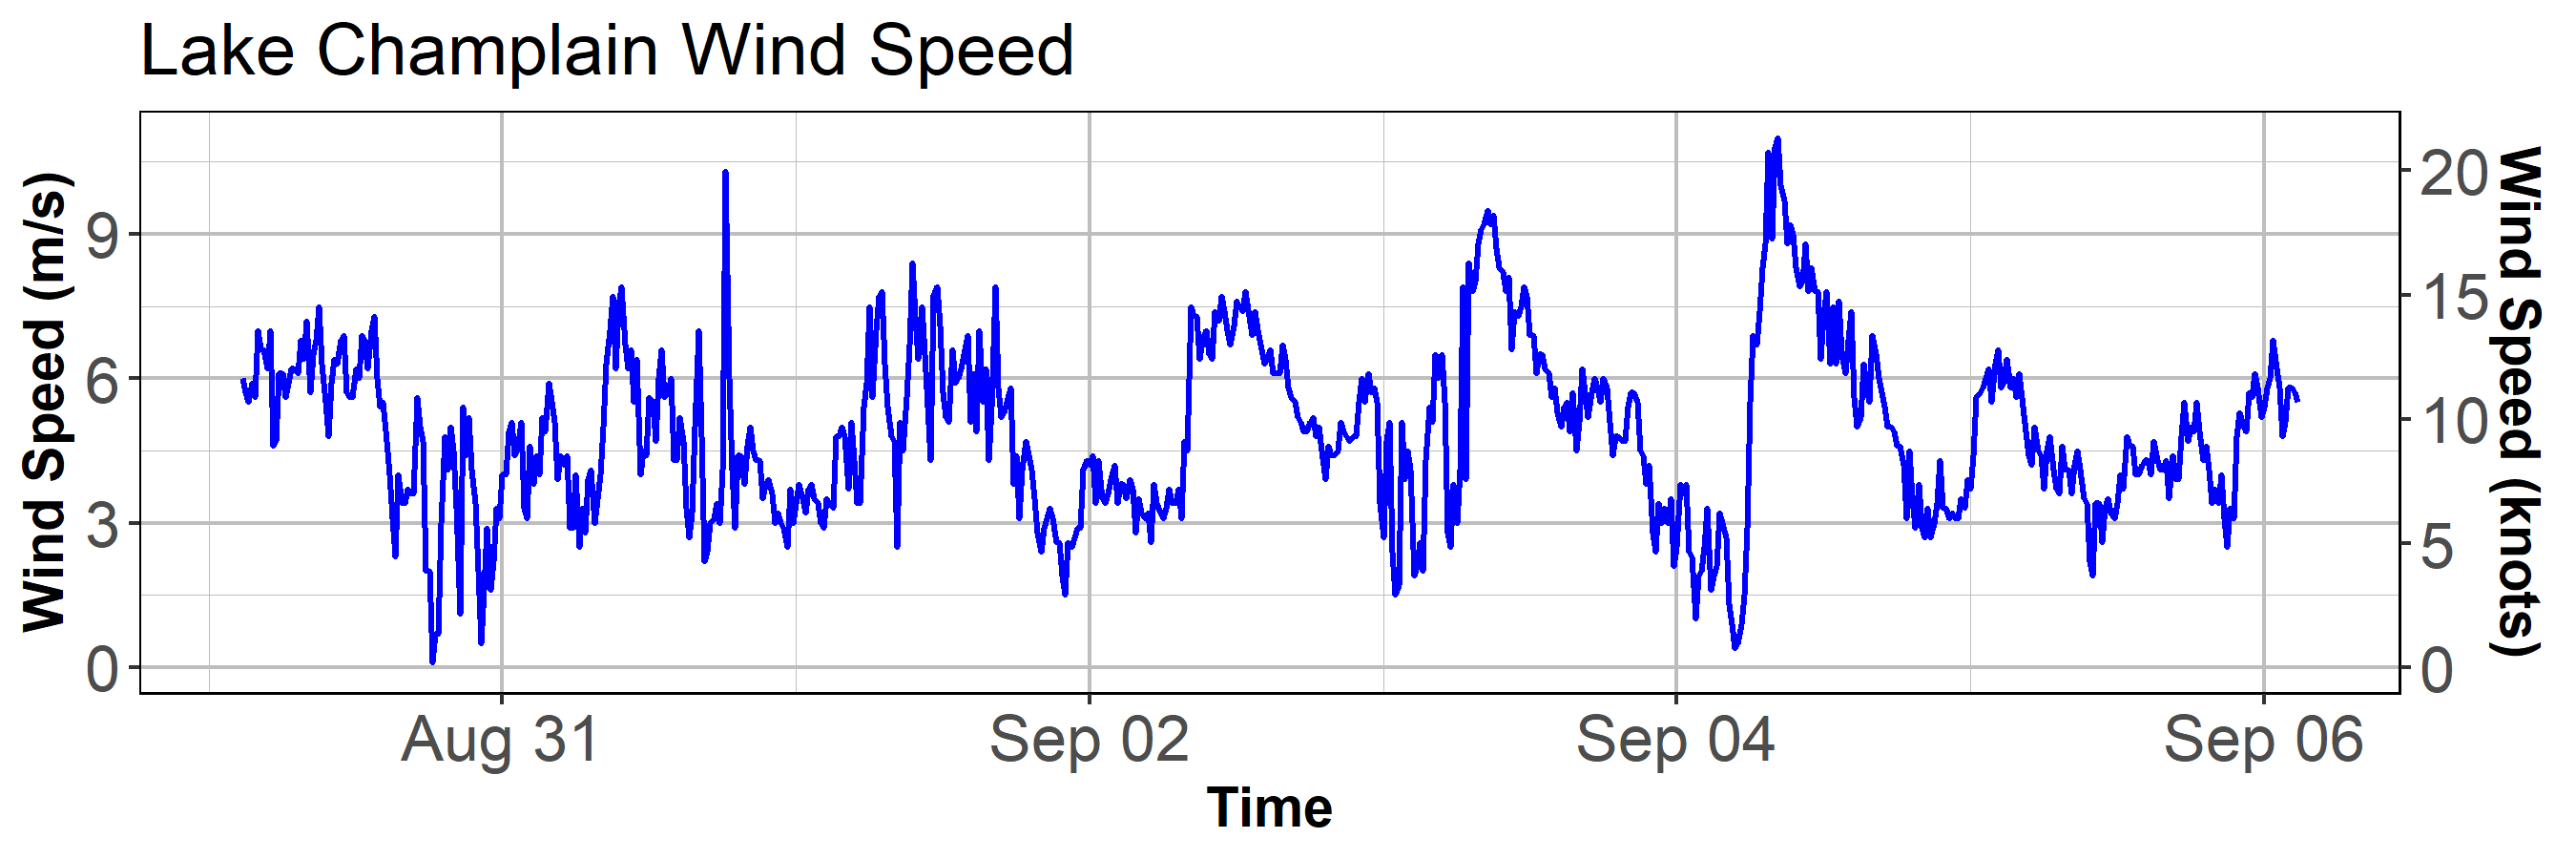 Lake Champlain Wind Speed
Wind Speed (m/s)
9
6
3
0
20
15
10
5
0
Wind Speed (knots)
Aug 31
Sep 02
Sep 04
Sep 06
Time